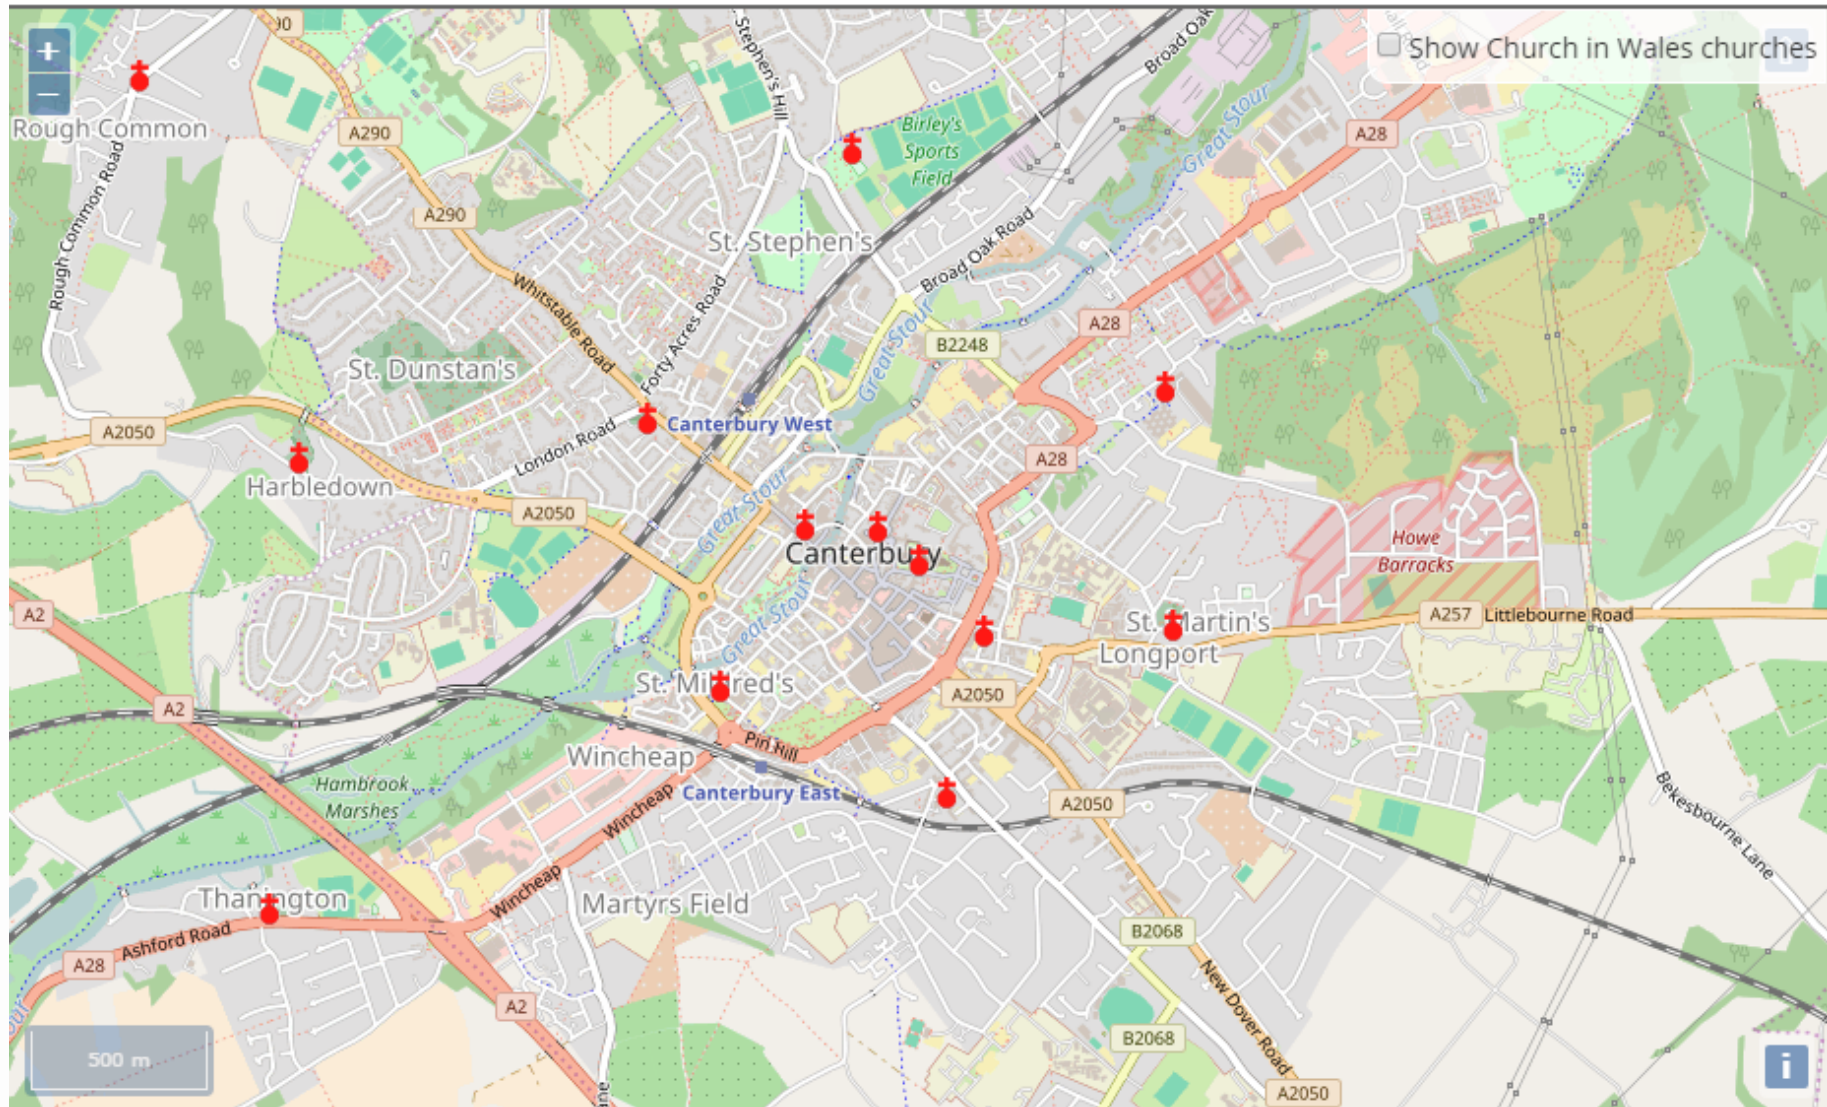 +
−
Show Church in Wales churches
Rough Common
Rough Common Road
A290
A290
St. Stephen's Hill
Birley's
Sports
Field
Broad Oak
Great Stour
A28
St. Stephen's
Broad Oak Road
Whitstable Road
Forty Acres Road
Great Stour
B2248
A28
St. Dunstan's
Canterbury West
London Road
A2050
Harbledown
A28
A2050
Great Stour
Canterbury
Howe
Barracks
A2
Great Stour
St. Martin's
A257
Littlebourne Road
Longport
St. Mildred's
A2050
A2
Pin Hill
Wincheap
Canterbury East
Hambrook
Marshes
Wincheap
A2050
Bekesbourne Lane
Thanington
Wincheap
Martyrs Field
Ashford Road
B2068
A28
New Dover Road
A2
500 m
B2068
i
A2050